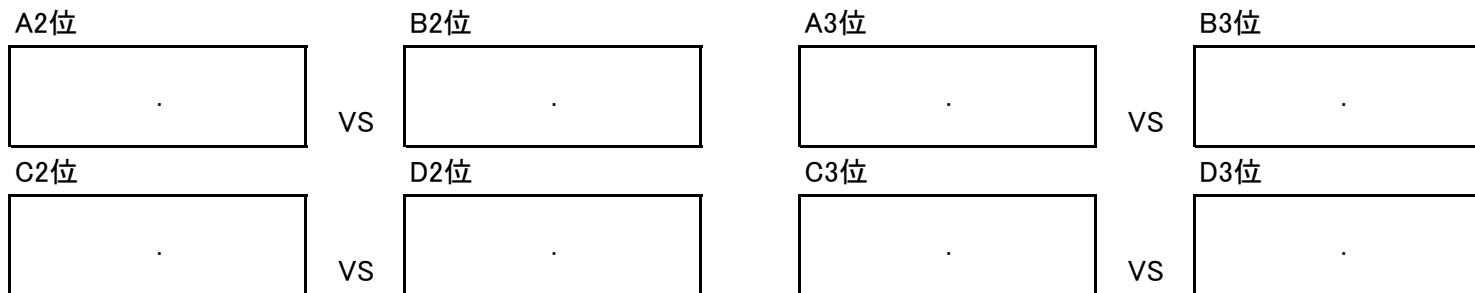 A2位 B2位 A3位 B3位
. VS . . VS .
C2位 D2位 C3位 D3位
. VS . . VS .